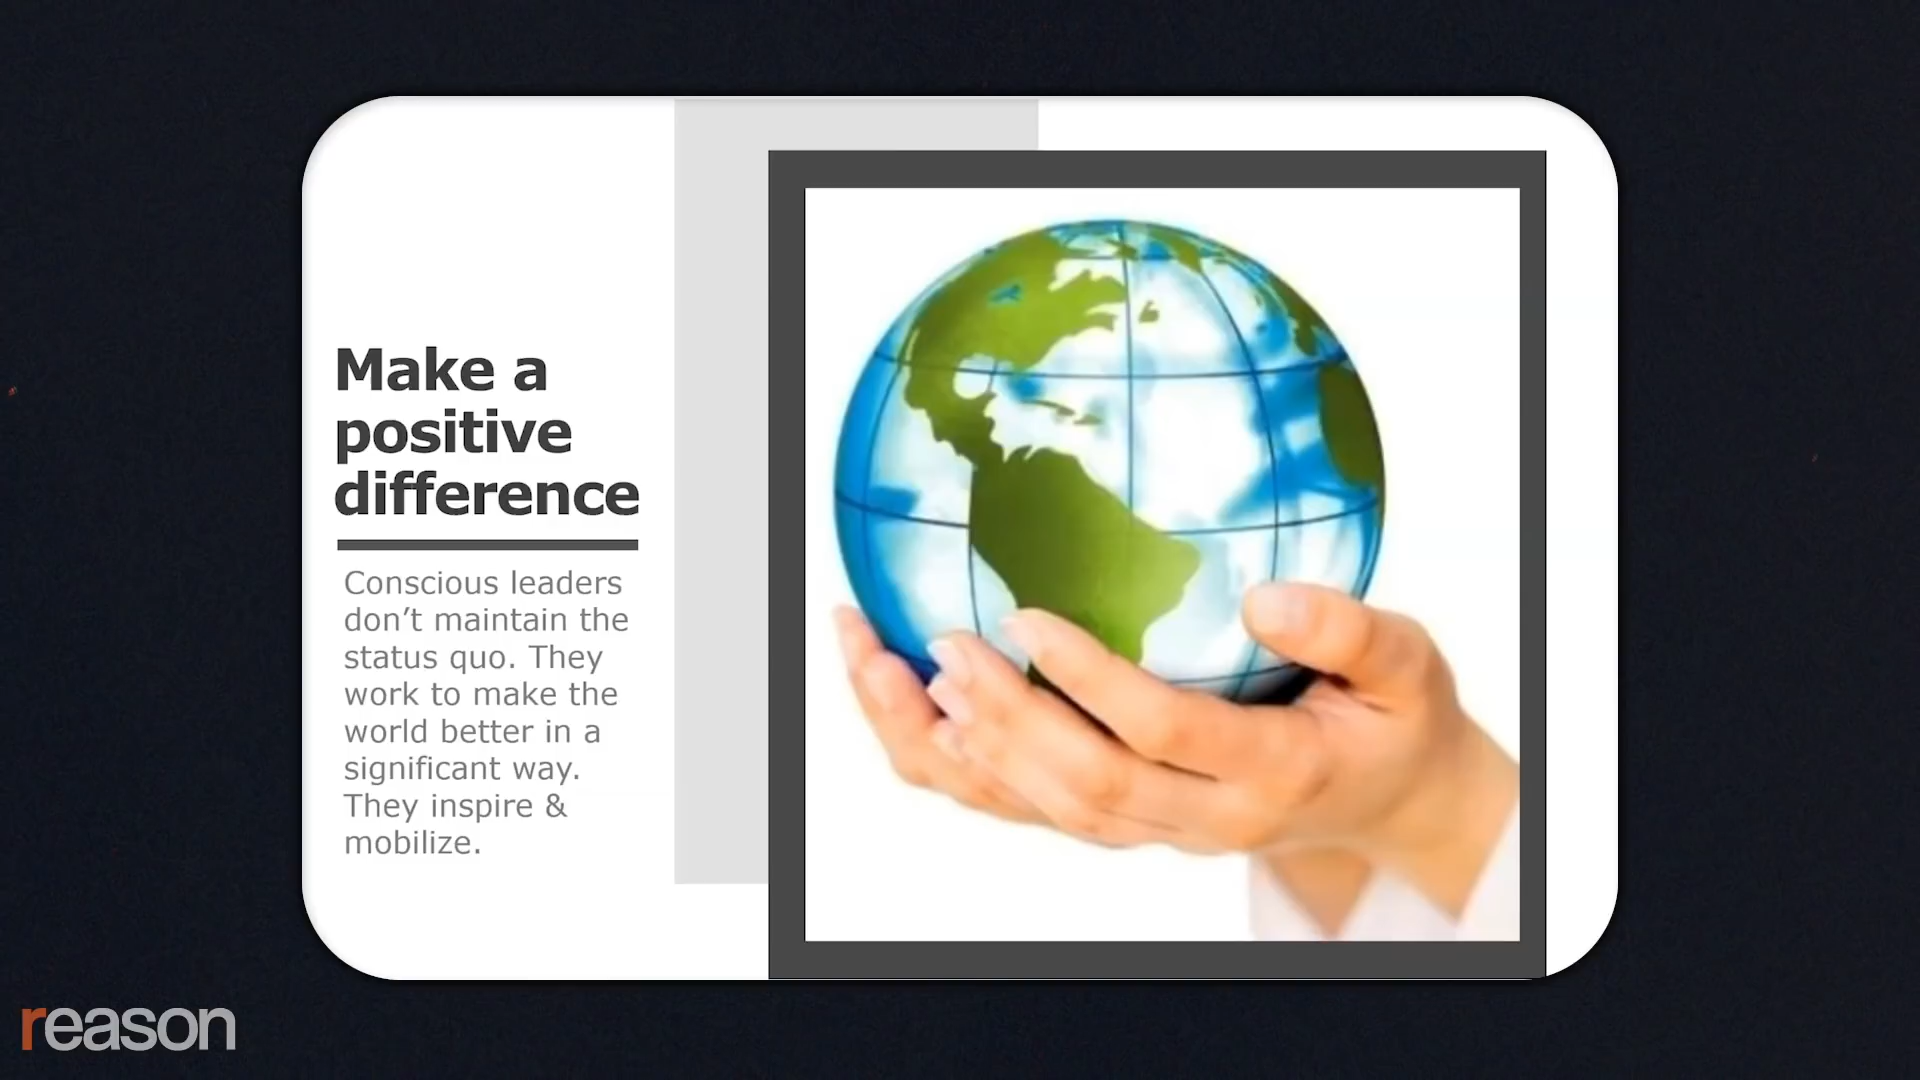 Make a
positive
difference
Conscious leaders
don’t maintain the
status quo. They
work to make the
world better in a
significant way.
They inspire &
mobilize.
reason